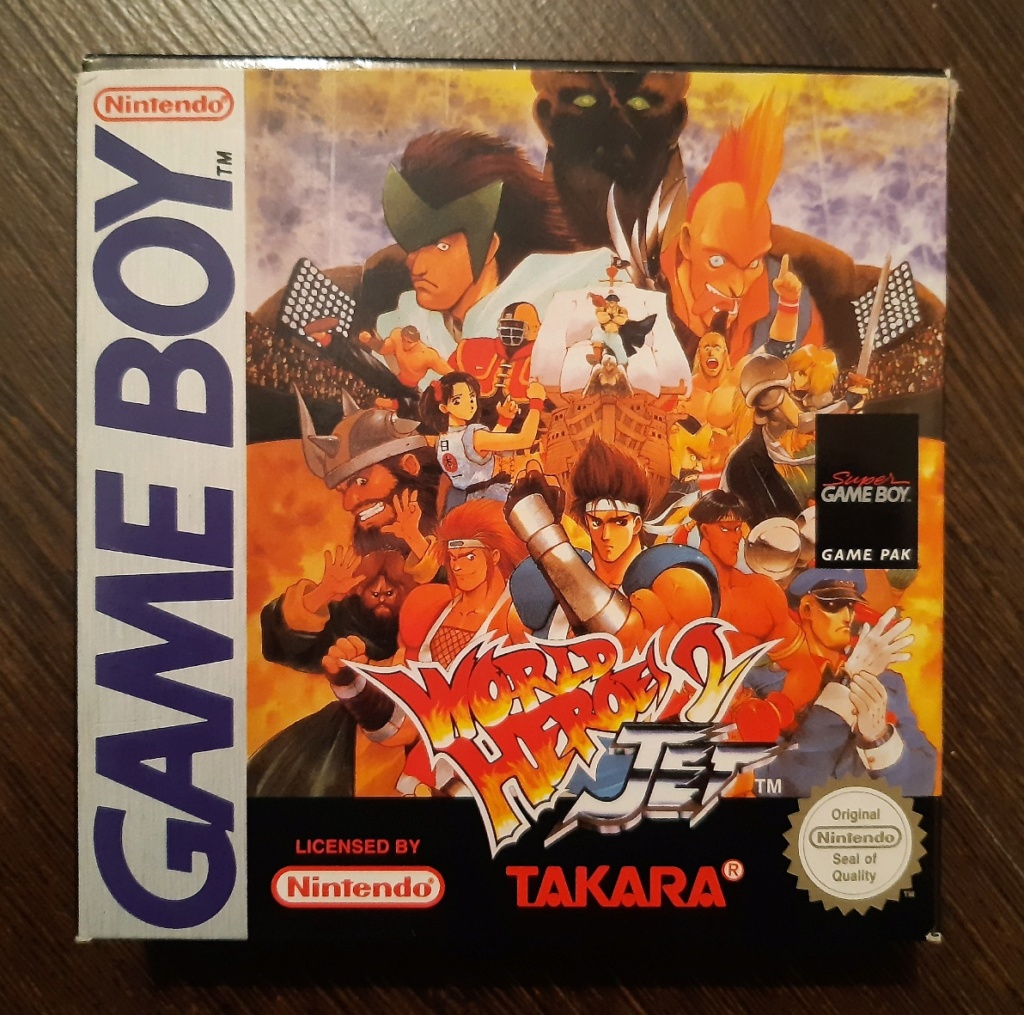 Nintendo®
GAME BOY™
Super
GAME BOY.
GAME PAK
WORLD
HEROES 2
JET™
LICENSED BY
Nintendo®
TAKARA®
Original
Nintendo
Seal of
Quality
™